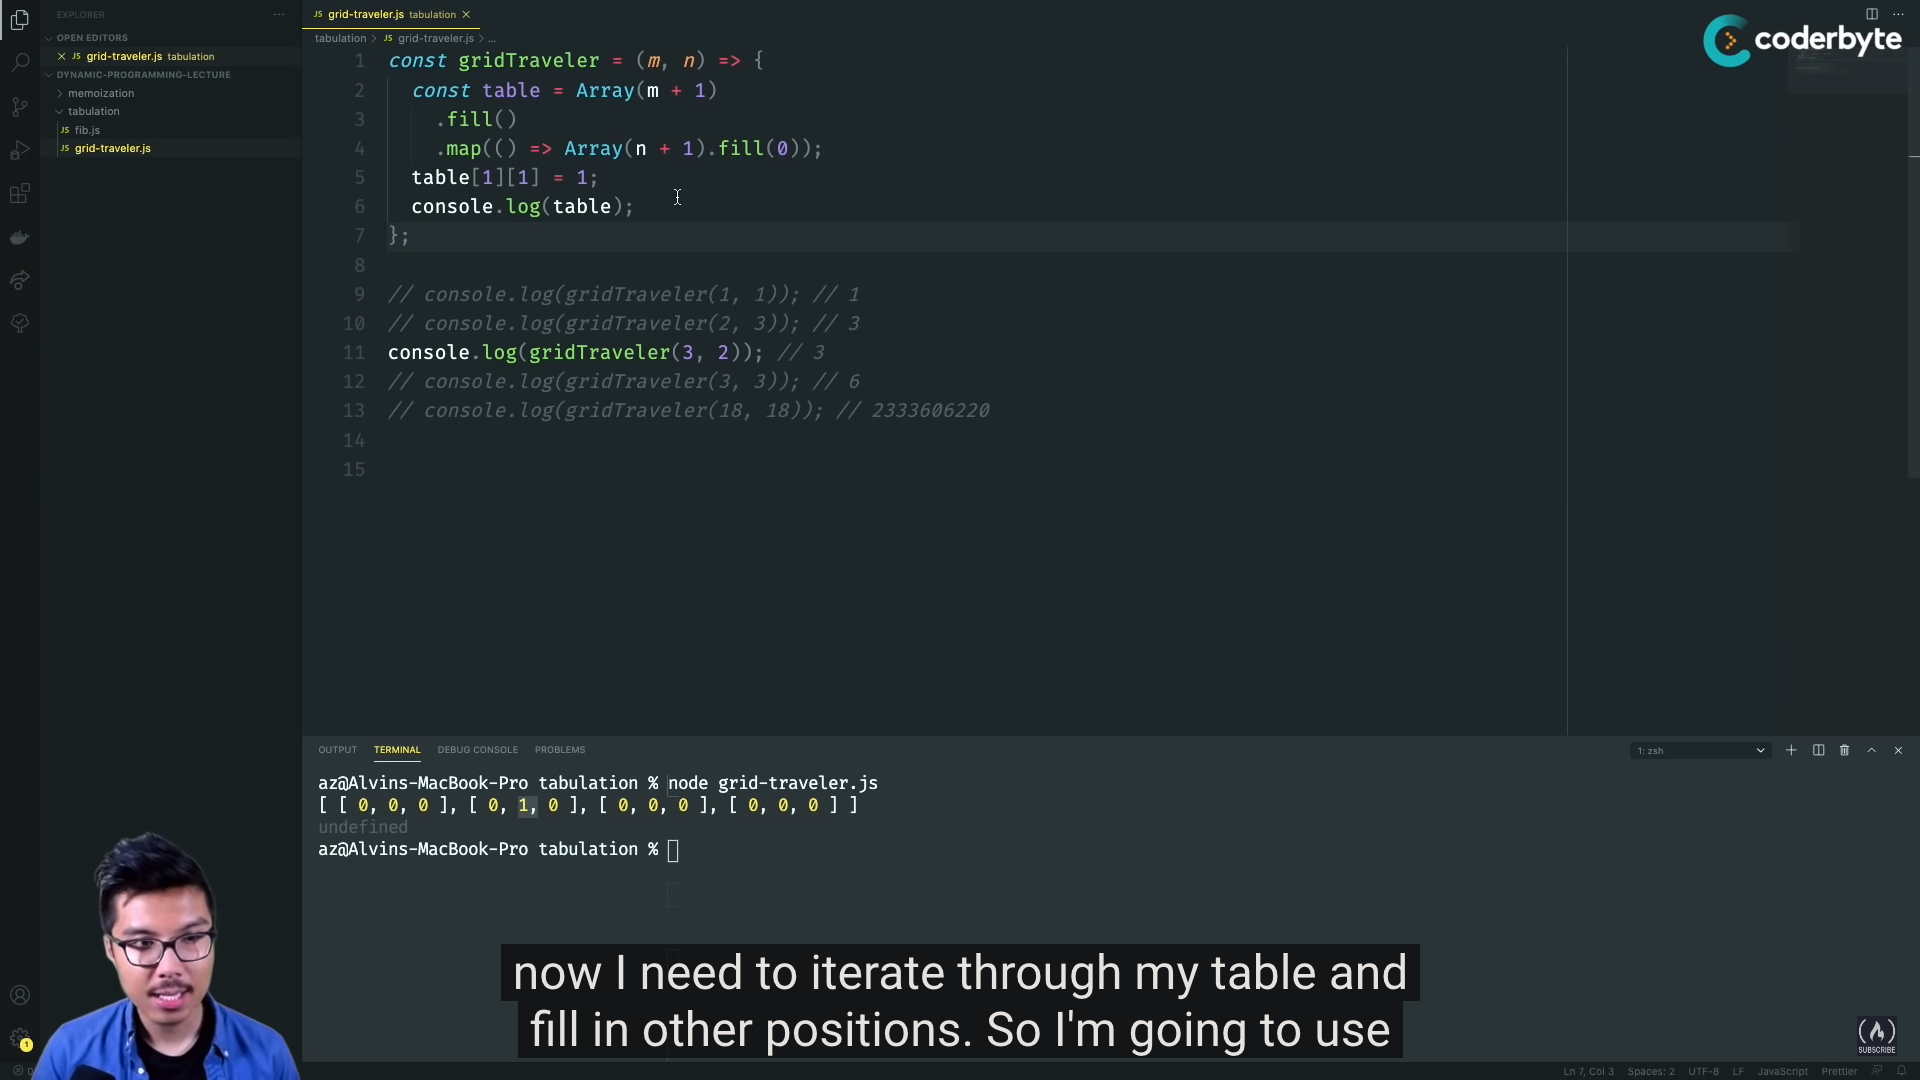 EXPLORER
OPEN EDITORS
JS grid-traveler.js tabulation
DYNAMIC-PROGRAMMING-LECTURE
memoization
tabulation
JS fib.js
JS grid-traveler.js
JS grid-traveler.js tabulation
tabulation > JS grid-traveler.js > ...
coderbyte
1 const gridTraveler = (m, n) => {
2 const table = Array(m + 1)
3 .fill()
4 .map(() => Array(n + 1).fill(0));
5 table[1][1] = 1;
6 console.log(table);
7 };
8
9 // console.log(gridTraveler(1, 1)); // 1
10 // console.log(gridTraveler(2, 3)); // 3
11 console.log(gridTraveler(3, 2)); // 3
12 // console.log(gridTraveler(3, 3)); // 6
13 // console.log(gridTraveler(18, 18)); // 2333606220
14
15
OUTPUT TERMINAL DEBUG CONSOLE PROBLEMS
1: zsh
az@Alvins-MacBook-Pro tabulation % node grid-traveler.js
[ [ 0, 0, 0 ], [ 0, 1, 0 ], [ 0, 0, 0 ], [ 0, 0, 0 ] ]
undefined
az@Alvins-MacBook-Pro tabulation %
now I need to iterate through my table and
fill in other positions. So I'm going to use
SUBSCRIBE
1
0
Ln 7, Col 3 Spaces: 2 UTF-8 LF JavaScript Prettier